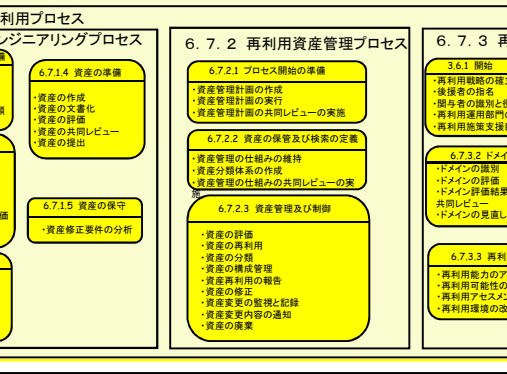 利用プロセス
ンジニアリングプロセス
6.7.1.4 資産の準備
・資産の作成
・資産の文書化
・資産の評価
・資産の共同レビュー
・資産の提出
6.7.1.5 資産の保守
・資産修正要件の分析
6．7．2 再利用資産管理プロセス
6.7.2.1 プロセス開始の準備
・資産管理計画の作成
・資産管理計画の実行
・資産管理計画の共同レビューの実施
6.7.2.2 資産の保管及び検索の定義
・資産管理の仕組みの維持
・資産分類体系の作成
・資産管理の仕組みの共同レビューの実
施
6.7.2.3 資産管理及び制御
・資産の評価
・資産の再利用
・資産の分類
・資産の構成管理
・資産再利用の報告
・資産の修正
・資産変更の監視と記録
・資産変更内容の通知
・資産の廃棄
6．7．3 再
3.6.1 開始
・再利用戦略の確立
・後援者の指名
・関与者の識別と役
・再利用運用部門の
・再利用施策支援
6.7.3.2 ドメイ
・ドメインの識別
・ドメインの評価
・ドメイン評価結果
共同レビュー
・ドメインの見直し
6.7.3.3 再利
・再利用能力のア
・再利用可能性の
・再利用アセスメン
・再利用環境の改